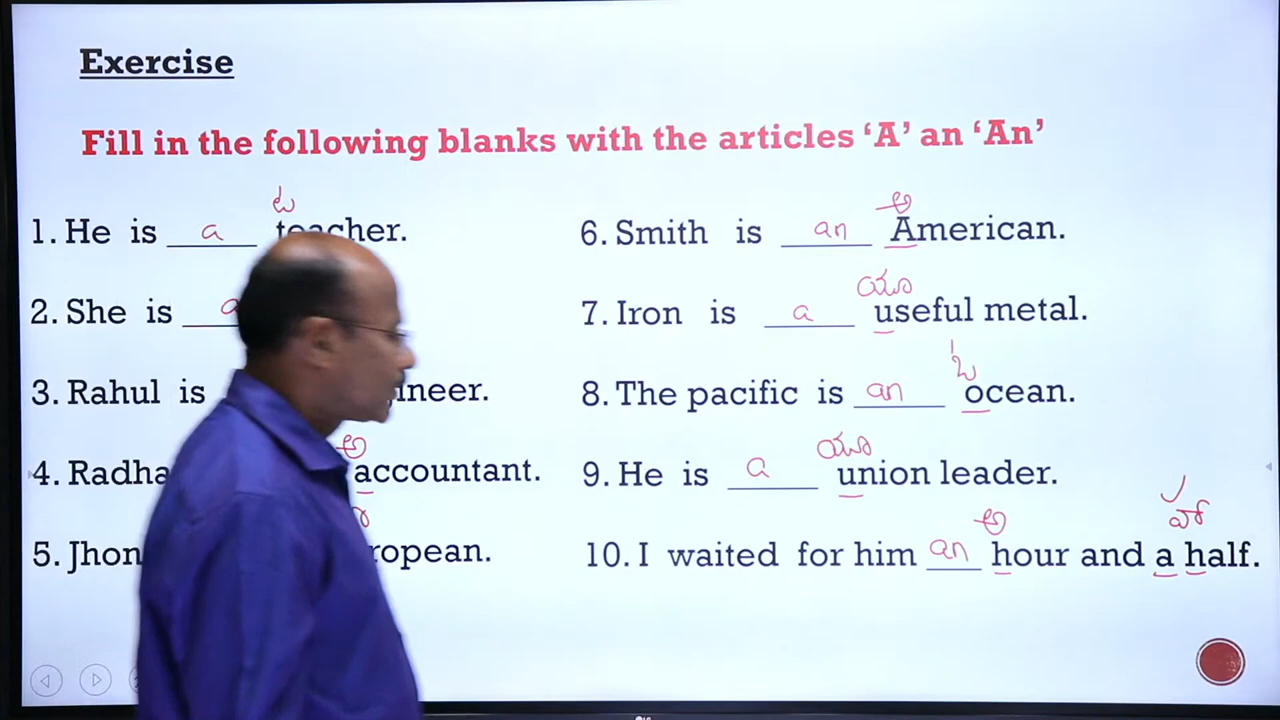 Exercise
Fill in the following blanks with the articles ‘A’ an ‘An’
ಟ
1. He is a teacher.
2. She is a
3. Rahul is ineer.
ಅ
4. Radha accountant.
5. Jhon ropean.
ಅ
6. Smith is an American.
ಯೂ
7. Iron is a useful metal.
ಓ
8. The pacific is an ocean.
ಯೂ
9. He is a union leader.
ಅ
10. I waited for him an hour and a half.